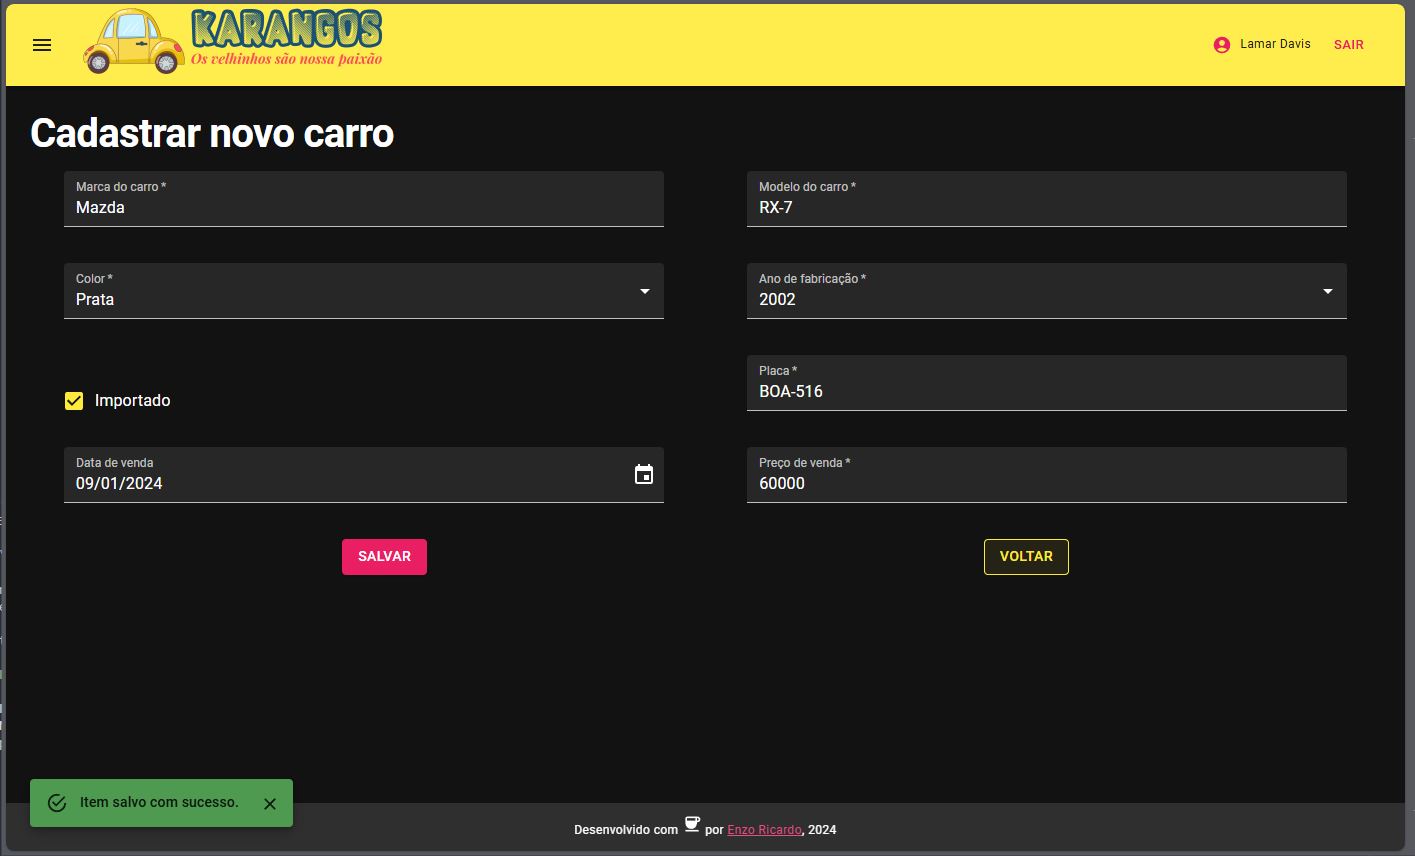 KARANGOS
Os velhinhos são nossa paixão
Lamar Davis
SAIR
Cadastrar novo carro
Marca do carro *
Mazda
Modelo do carro *
RX-7
Color *
Prata
Ano de fabricação *
2002
Importado
Placa *
BOA-516
Data de venda
09/01/2024
Preço de venda *
60000
SALVAR
VOLTAR
Item salvo com sucesso.
Desenvolvido com por Enzo Ricardo, 2024